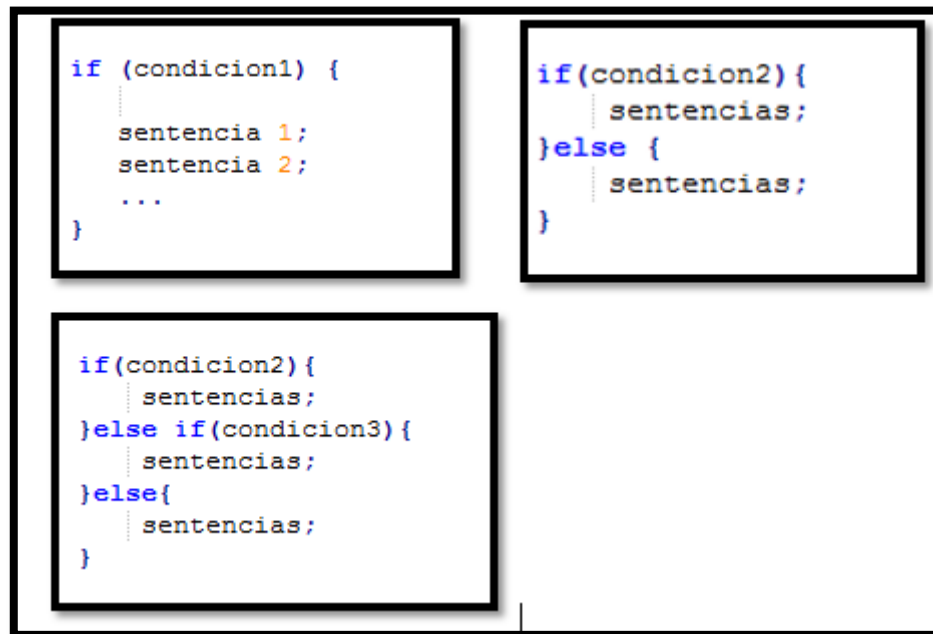 if (condicion1) {
sentencia 1;
sentencia 2;
...
}
if(condicion2){
sentencias;
}else {
sentencias;
}
if(condicion2){
sentencias;
}else if(condicion3){
sentencias;
}else{
sentencias;
}